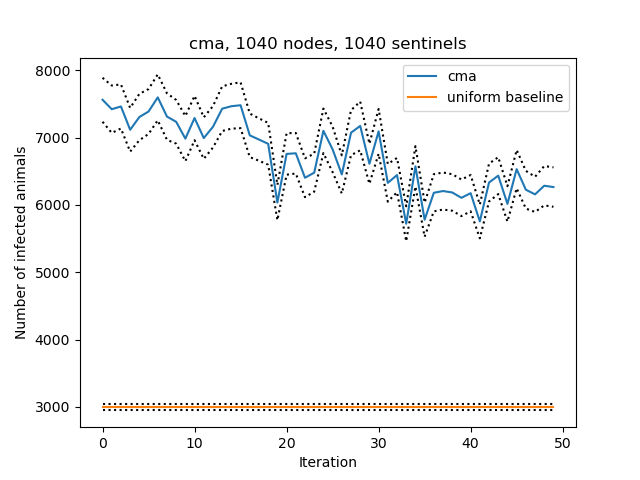 cma, 1040 nodes, 1040 sentinels
cma
uniform baseline
8000
7000
6000
5000
4000
3000
Number of infected animals
0 10 20 30 40 50
Iteration